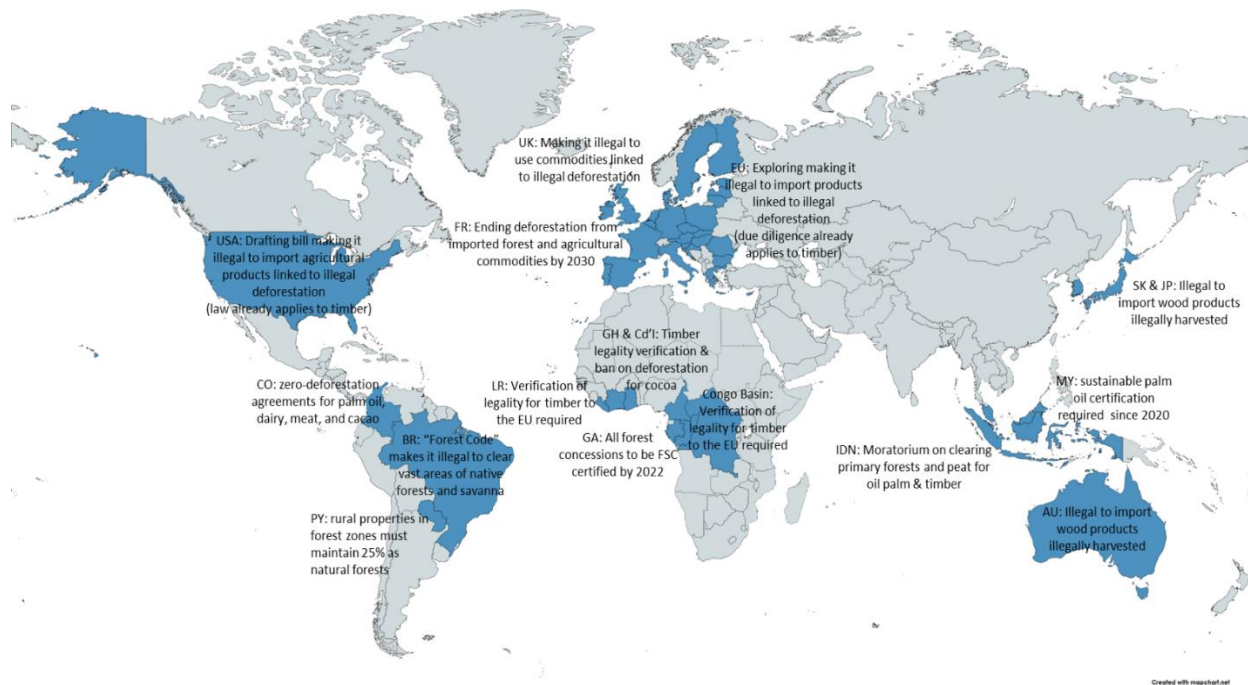 UK: Making it illegal to
use commodities linked
to illegal deforestation
EU: Exploring making it
illegal to import products
linked to illegal
deforestation
(due diligence already
applies to timber)
FR: Ending deforestation from
imported forest and agricultural
commodities by 2030
USA: Drafting bill making it
illegal to import agricultural
products linked to illegal
deforestation
(law already applies to timber)
SK & JP: Illegal to
import wood products
illegally harvested
GH & Cd'I: Timber
legality verification &
ban on deforestation
for cocoa
CO: zero-deforestation
agreements for palm oil,
dairy, meat, and cacao
LR: Verification of
legality for timber to
the EU required
Congo Basin:
Verification of
legality for timber
to the EU required
MY: sustainable palm
oil certification
required since 2020
BR: “Forest Code”
makes it illegal to clear
vast areas of native
forests and savanna
GA: All forest
concessions to be FSC
certified by 2022
IDN: Moratorium on clearing
primary forests and peat for
oil palm & timber
PY: rural properties in
forest zones must
maintain 25% as
natural forests
AU: Illegal to import
wood products
illegally harvested
Created with mapchart.net